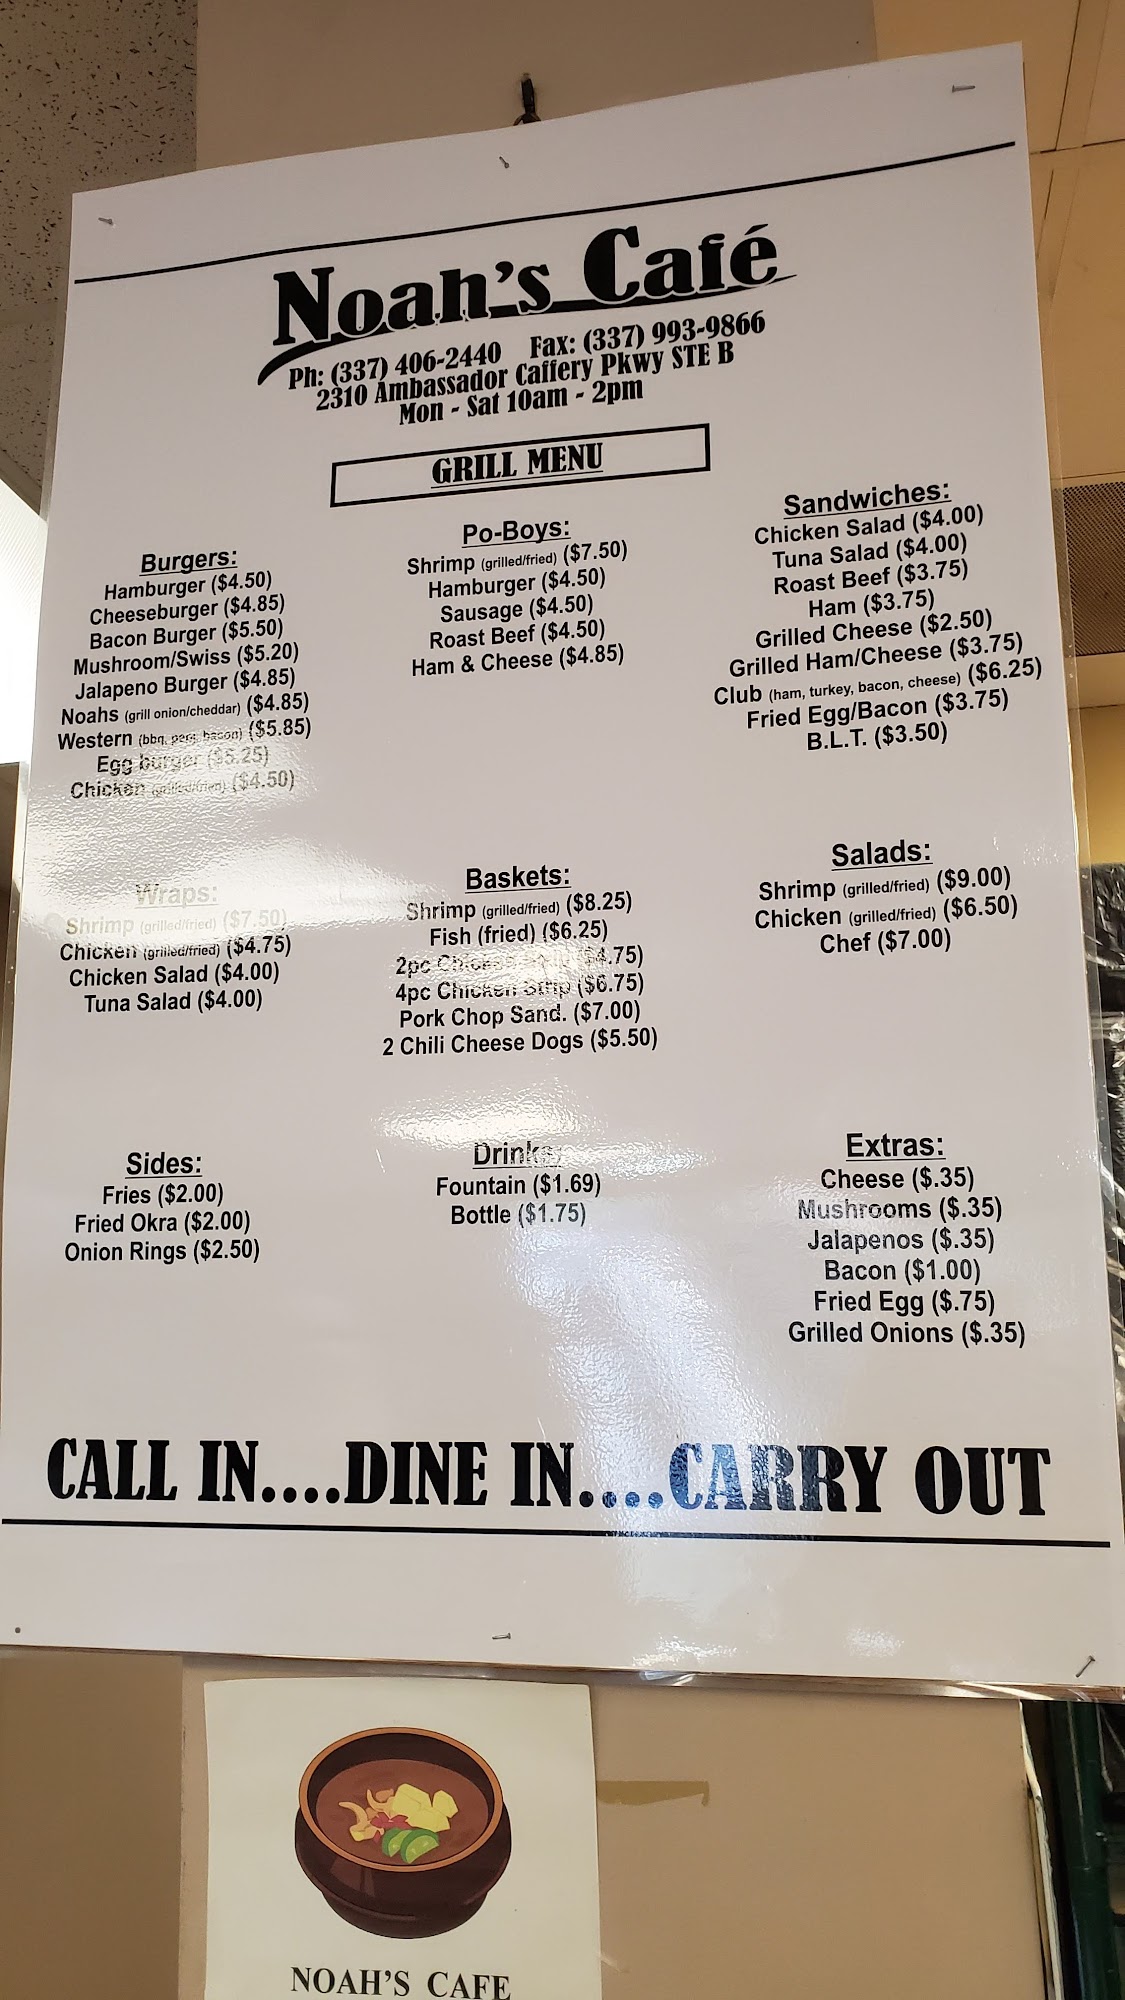 Noah's Café
Ph: (337) 406-2440 Fax: (337) 993-9866
2310 Ambassador Caffery Pkwy STE B
Mon - Sat 10am - 2pm
GRILL MENU
Burgers:
Hamburger ($4.50)
Cheeseburger ($4.85)
Bacon Burger ($5.50)
Mushroom/Swiss ($5.20)
Jalapeno Burger ($4.85)
Noahs (grill onion/cheddar) ($4.85)
Western (bbq, perj, bacon) ($5.85)
Egg burger ($5.25)
Chicken (grilled/fried) ($4.50)
Po-Boys:
Shrimp (grilled/fried) ($7.50)
Hamburger ($4.50)
Sausage ($4.50)
Roast Beef ($4.50)
Ham & Cheese ($4.85)
Sandwiches:
Chicken Salad ($4.00)
Tuna Salad ($4.00)
Roast Beef ($3.75)
Ham ($3.75)
Grilled Cheese ($2.50)
Grilled Ham/Cheese ($3.75)
Club (ham, turkey, bacon, cheese) ($6.25)
Fried Egg/Bacon ($3.75)
B.L.T. ($3.50)
Wraps:
Shrimp (grilled/fried) ($7.50)
Chicken (grilled/fried) ($4.75)
Chicken Salad ($4.00)
Tuna Salad ($4.00)
Baskets:
Shrimp (grilled/fried) ($8.25)
Fish (fried) ($6.25)
2pc Chicken Strip ($4.75)
4pc Chicken Strip ($6.75)
Pork Chop Sand. ($7.00)
2 Chili Cheese Dogs ($5.50)
Salads:
Shrimp (grilled/fried) ($9.00)
Chicken (grilled/fried) ($6.50)
Chef ($7.00)
Sides:
Fries ($2.00)
Fried Okra ($2.00)
Onion Rings ($2.50)
Drinks:
Fountain ($1.69)
Bottle ($1.75)
Extras:
Cheese ($.35)
Mushrooms ($.35)
Jalapenos ($.35)
Bacon ($1.00)
Fried Egg ($.75)
Grilled Onions ($.35)
CALL IN....DINE IN....CARRY OUT
NOAH'S CAFE